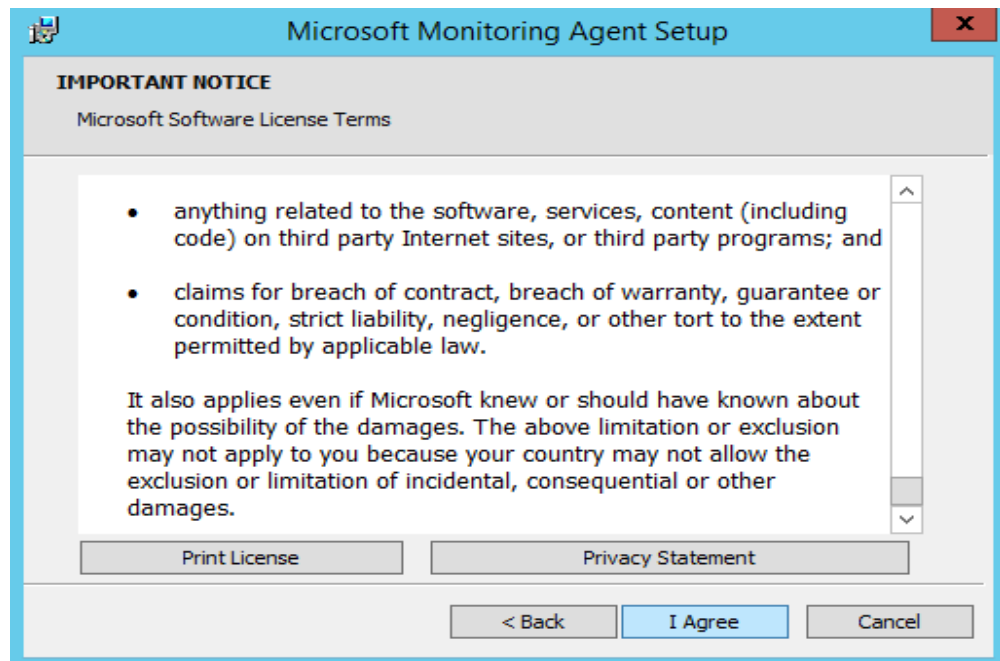 Microsoft Monitoring Agent Setup
x
IMPORTANT NOTICE
Microsoft Software License Terms
• anything related to the software, services, content (including
code) on third party Internet sites, or third party programs; and
• claims for breach of contract, breach of warranty, guarantee or
condition, strict liability, negligence, or other tort to the extent
permitted by applicable law.
It also applies even if Microsoft knew or should have known about
the possibility of the damages. The above limitation or exclusion
may not apply to you because your country may not allow the
exclusion or limitation of incidental, consequential or other
damages.
Print License
Privacy Statement
< Back
I Agree
Cancel